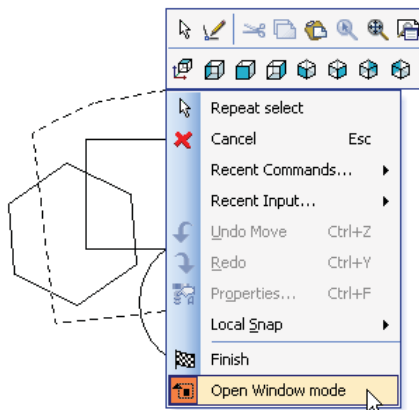 Repeat select
Cancel Esc
Recent Commands...
Recent Input...
Undo Move Ctrl+Z
Redo Ctrl+Y
Properties... Ctrl+F
Local Snap
Finish
Open Window mode